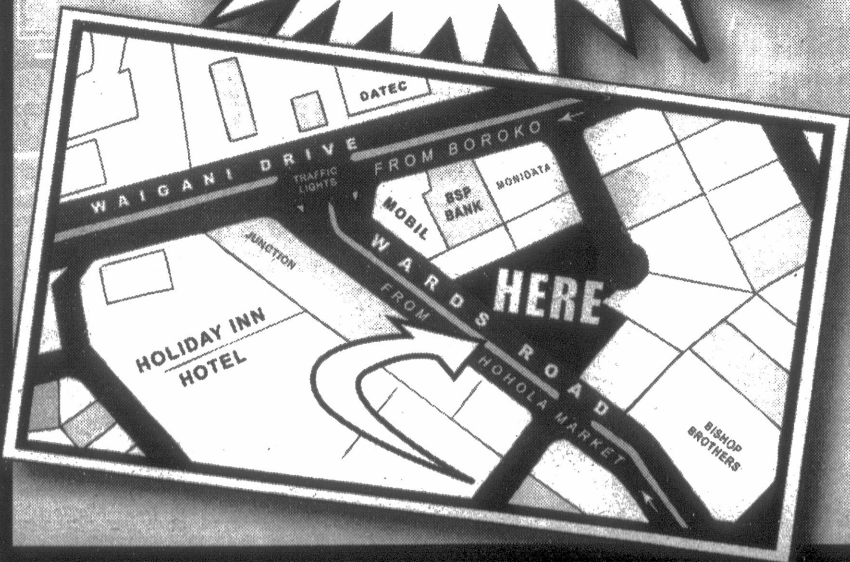 DATEC
WAIGANI DRIVE
FROM BOROKO
TRAFFIC
LIGHTS
MOBIL
BSP
BANK
MONIDATA
JUNCTION
WARDS ROAD
FROM
HOHOLA MARKET
HERE
HOLIDAY INN
HOTEL
BISHOP
BROTHERS